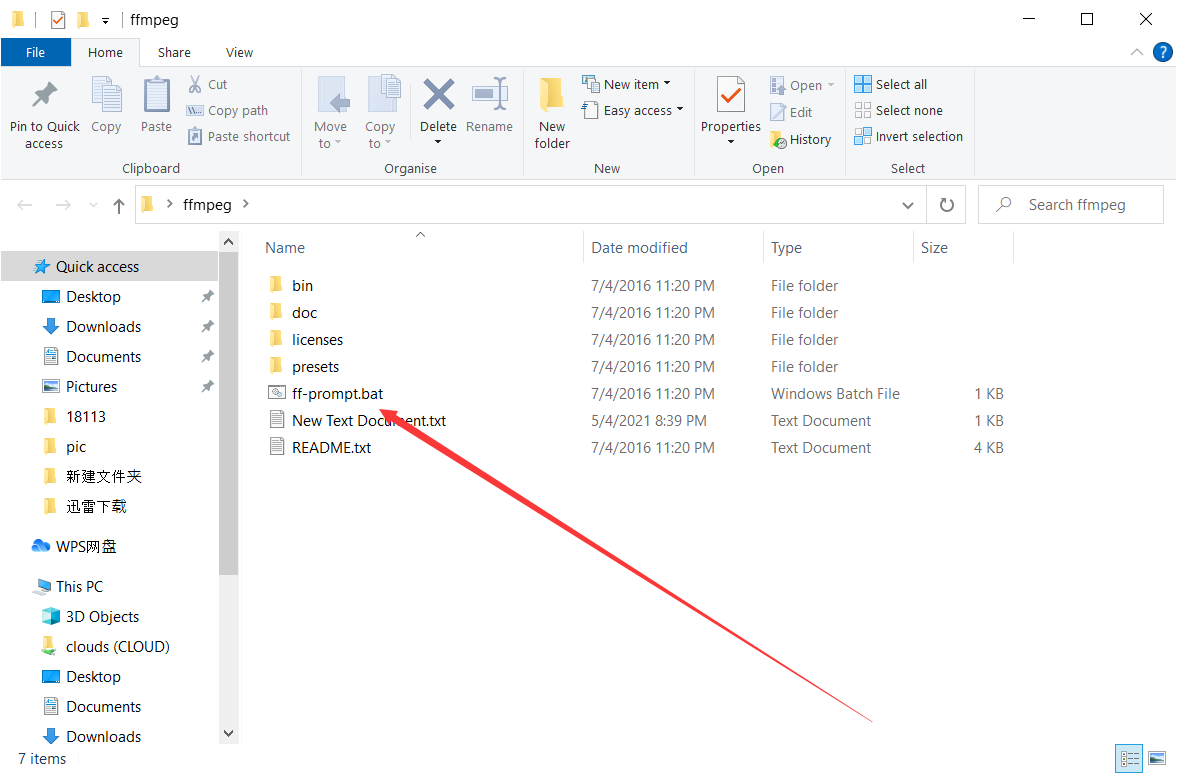 ffmpeg
File Home Share View
Pin to Quick access
Copy
Paste
Cut
Copy path
Paste shortcut
Clipboard
Move to
Copy to
Delete
Rename
Organise
New folder
New item
Easy access
New
Properties
Open
Edit
History
Open
Select all
Select none
Invert selection
Select
ffmpeg
Search ffmpeg
Quick access
Desktop
Downloads
Documents
Pictures
18113
pic
新建文件夹
迅雷下载
WPS网盘
This PC
3D Objects
clouds (CLOUD)
Desktop
Documents
Downloads
Name Date modified Type Size
bin 7/4/2016 11:20 PM File folder
doc 7/4/2016 11:20 PM File folder
licenses 7/4/2016 11:20 PM File folder
presets 7/4/2016 11:20 PM File folder
ff-prompt.bat 7/4/2016 11:20 PM Windows Batch File 1 KB
New Text Document.txt 5/4/2021 8:39 PM Text Document 1 KB
README.txt 7/4/2016 11:20 PM Text Document 4 KB
7 items